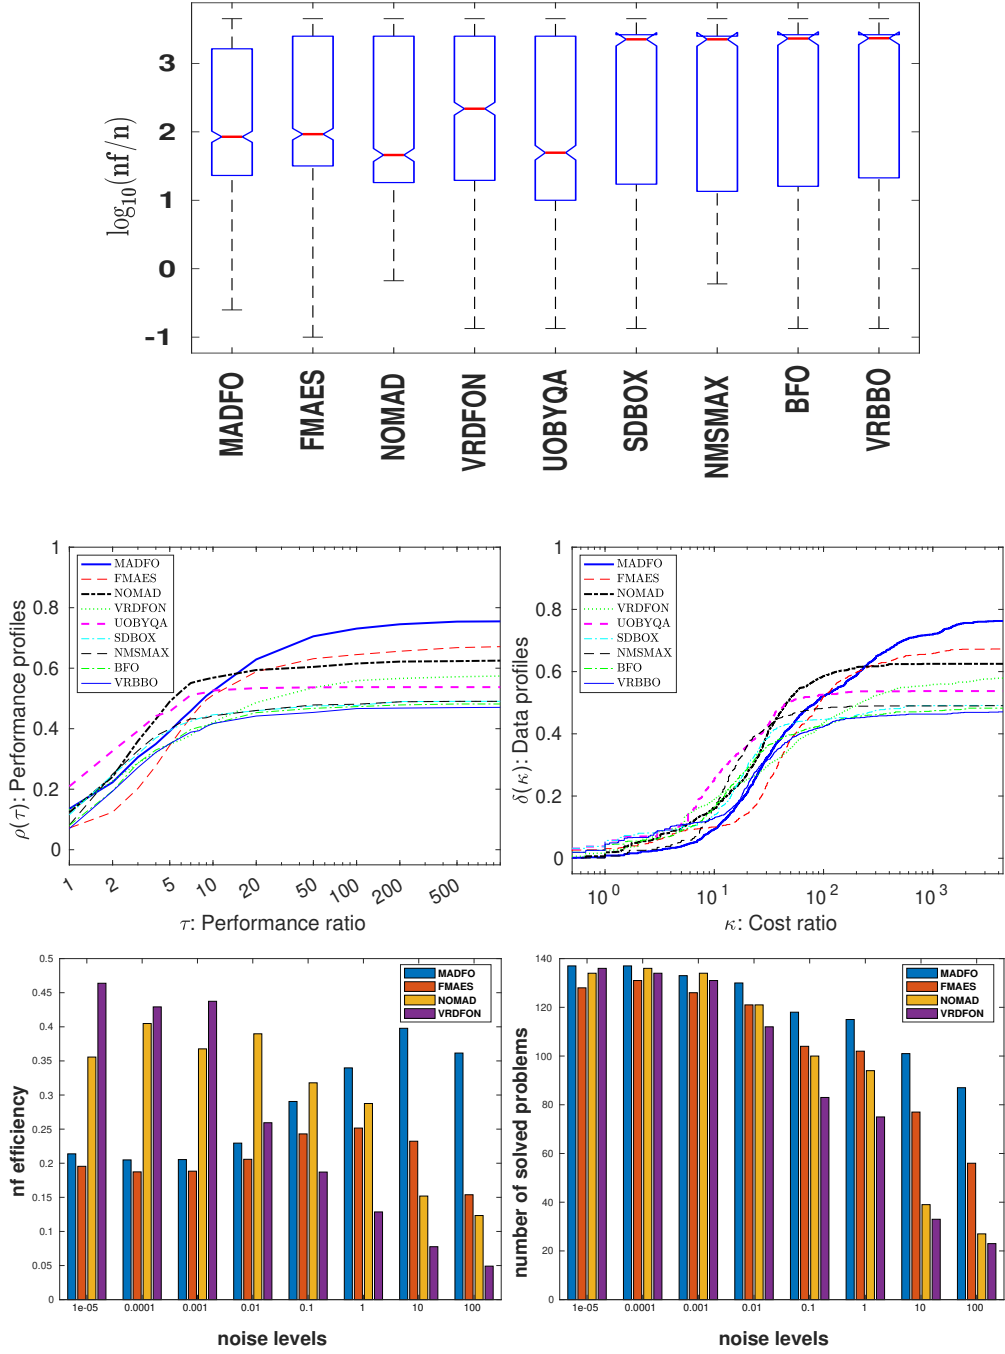 log10(nf/n)
3
2
1
0
-1
MADFO
FMAES
NOMAD
VRDFON
UOBYQA
SDBOX
NMSMAX
BFO
VRBBO
ρ(τ): Performance profiles
1
0.8
0.6
0.4
0.2
0
MADFO
FMAES
NOMAD
VRDFON
UOBYQA
SDBOX
NMSMAX
BFO
VRBBO
1 2 5 10 20 50 100 200 500
τ: Performance ratio
δ(κ): Data profiles
1
0.8
0.6
0.4
0.2
0
MADFO
FMAES
NOMAD
VRDFON
UOBYQA
SDBOX
NMSMAX
BFO
VRBBO
10^0 10^1 10^2 10^3
κ: Cost ratio
nf efficiency
0.5
0.45
0.4
0.35
0.3
0.25
0.2
0.15
0.1
0.05
0
MADFO
FMAES
NOMAD
VRDFON
1e-05 0.0001 0.001 0.01 0.1 1 10 100
noise levels
number of solved problems
140
120
100
80
60
40
20
0
MADFO
FMAES
NOMAD
VRDFON
1e-05 0.0001 0.001 0.01 0.1 1 10 100
noise levels